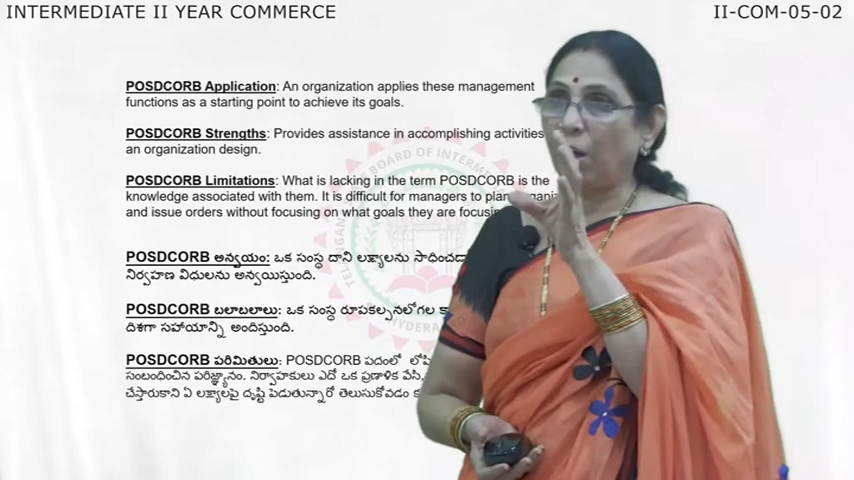 INTERMEDIATE II YEAR COMMERCE
II-COM-05-02
POSDCORB Application: An organization applies these management
functions as a starting point to achieve its goals.
POSDCORB Strengths: Provides assistance in accomplishing activities
an organization design.
POSDCORB Limitations: What is lacking in the term POSDCORB is the
knowledge associated with them. It is difficult for managers to plan,
and issue orders without focusing on what goals they are
POSDCORB అన్వయం: ఒక సంస్థ దాని లక్ష్యాలను
నిర్వహణ విధులను అన్వయిస్తుంది.
POSDCORB బలాబలాలు: ఒక సంస్థ రూపకల్పనలోగల
దిశగా సహాయాన్ని అందిస్తుంది.
POSDCORB పరిమితులు: POSDCORB పదంలో
సంబంధించిన పరిజ్ఞానం. నిర్వాహకులు ఎదో ఒక ప్రణాళిక వేసి,
చేస్తారుకాని ఏ లక్ష్యాలపై దృష్టి పెడుతున్నారో తెలుసుకోవడం